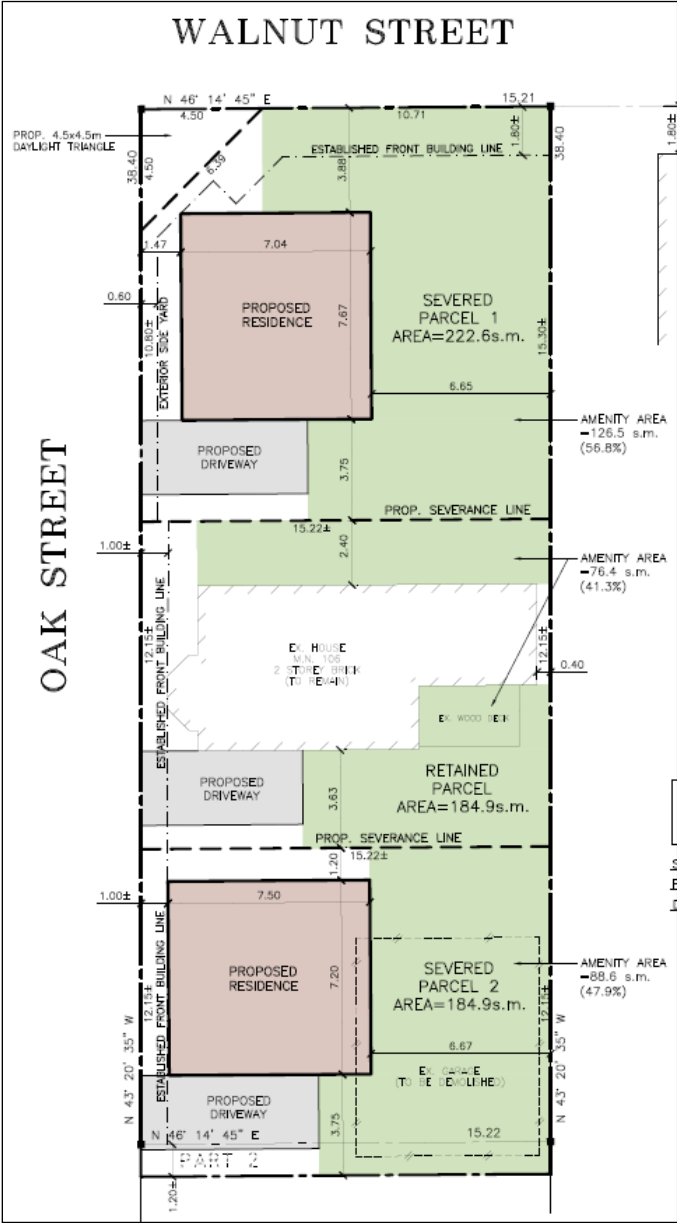 WALNUT STREET
N 46° 14' 45" E
15.21
4.50
10.71
PROP. 4.5x4.5m
DAYLIGHT TRIANGLE
38.40
4.50
6.39
ESTABLISHED FRONT BUILDING LINE
3.88
1.80±
38.40
1.80±
1.47
7.04
0.60
10.80±
EXTERIOR SIDE YARD
PROPOSED
RESIDENCE
7.67
SEVERED
PARCEL 1
AREA=222.6s.m.
15.30±
6.65
AMENITY AREA
-126.5 s.m.
(56.8%)
PROPOSED
DRIVEWAY
3.75
PROP. SEVERANCE LINE
15.22±
OAK STREET
1.00±
2.40
AMENITY AREA
-76.4 s.m.
(41.3%)
ESTABLISHED FRONT BUILDING LINE
12.15±
EX. HOUSE
M.N. 106
2 STOREY BRICK
(TO REMAIN)
12.15±
0.40
EX. WOOD DECK
PROPOSED
DRIVEWAY
3.63
RETAINED
PARCEL
AREA=184.9s.m.
PROP. SEVERANCE LINE
15.22±
1.20
1.00±
7.50
ESTABLISHED FRONT BUILDING LINE
12.15±
PROPOSED
RESIDENCE
7.20
SEVERED
PARCEL 2
AREA=184.9s.m.
AMENITY AREA
-88.6 s.m.
(47.9%)
12.15±
6.67
EX. GARAGE
(TO BE DEMOLISHED)
N 43° 20' 35" W
N 43° 20' 35" W
PROPOSED
DRIVEWAY
3.75
N 46° 14' 45" E
15.22
PART 2
1.20±